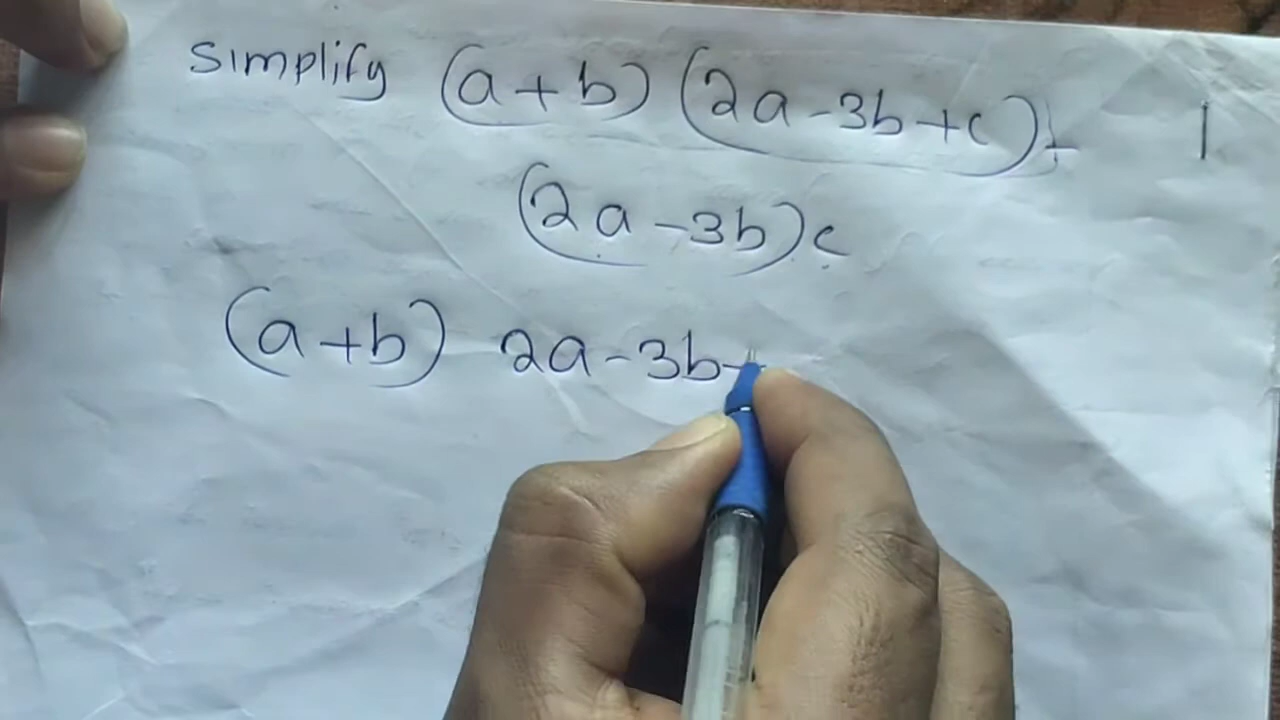 Simplify (a+b) (2a-3b+c)-
(2a-3b)c
(a+b) 2a-3b+